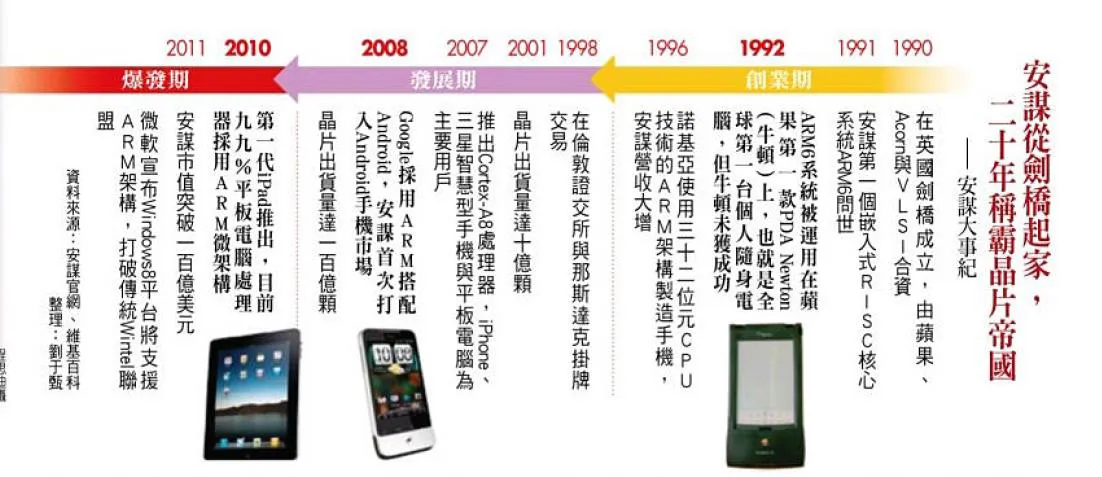 安謀從劍橋起家，
二十年稱霸晶片帝國
——安謀大事紀
創業期
1990
在英國劍橋成立，由蘋果、
Acorn與VLSI合資
1991
安謀第一個嵌入式RISC核心
系統ARM6問世
1992
ARM6系統被運用在蘋
果第一款PDA Newton
（牛頓）上，也就是全
球第一台個人隨身電
腦，但牛頓未獲成功
1996
諾基亞使用三十二位元CPU
技術的ARM架構製造手機，
安謀營收大增
發展期
1998
在倫敦證交所與那斯達克掛牌
交易
2001
晶片出貨量達十億顆
2007
推出Cortex-A8處理器，iPhone、
三星智慧型手機與平板電腦為
主要用戶
2008
Google採用ARM搭配
Android，安謀首次打
入Android手機市場
晶片出貨量達一百億顆
爆發期
2010
第一代iPad推出，目前
九九%平板電腦處理
器採用ARM微架構
安謀市值突破一百億美元
2011
微軟宣布Windows8平台將支援
ARM架構，打破傳統Wintel聯
盟
資料來源：安謀官網、維基百科
整理：劉于甄